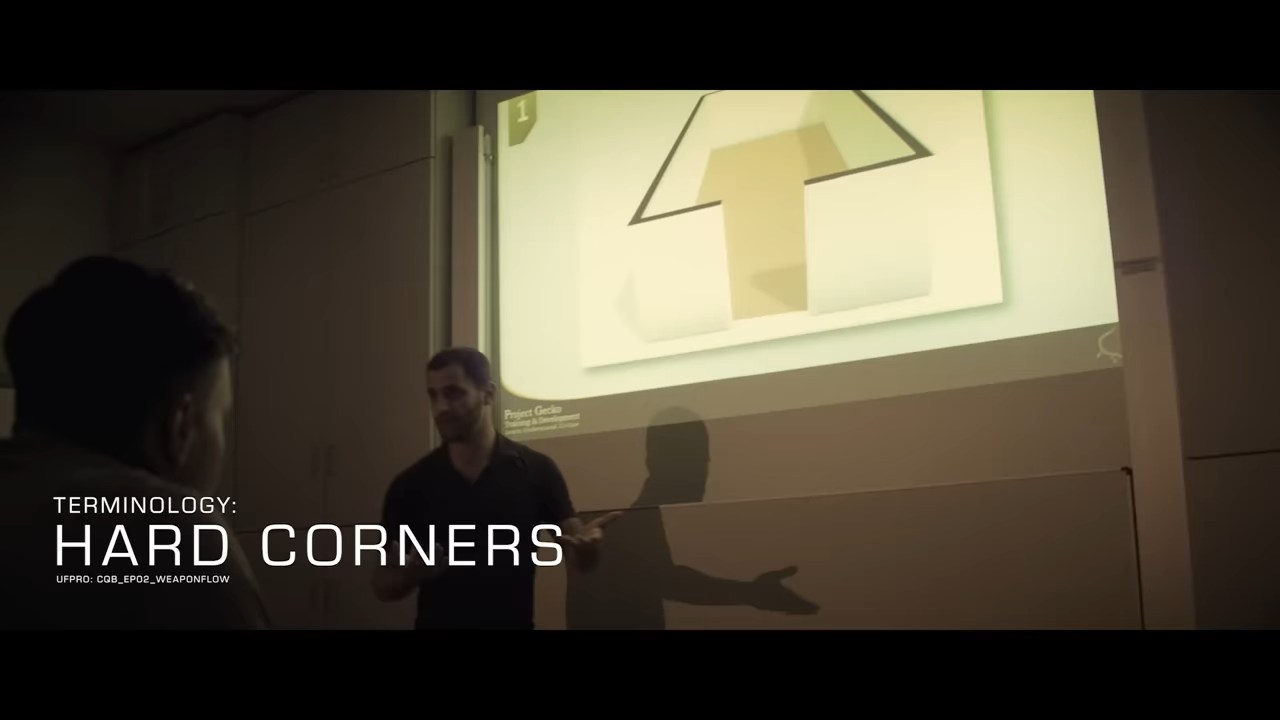 1
Project Gecko
Training & Development
TERMINOLOGY:
HARD CORNERS
UFPRO: CQB_EP02_WEAPONFLOW